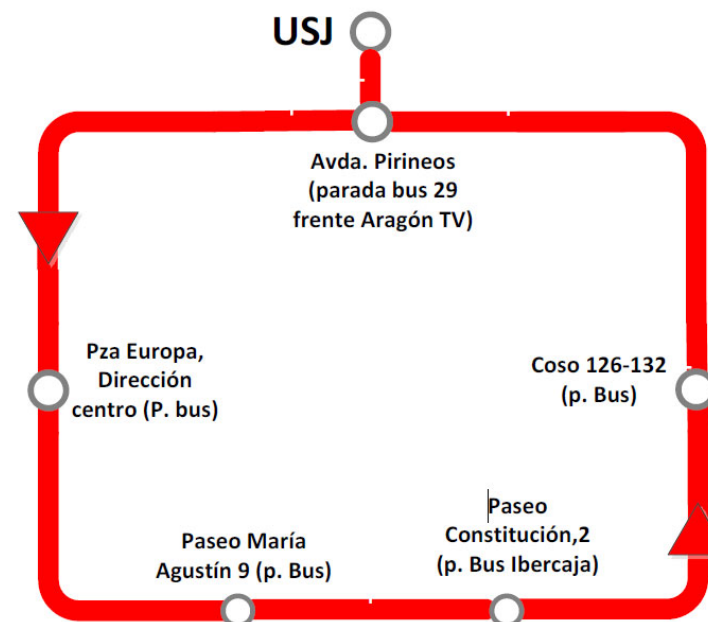 USJ
Avda. Pirineos
(parada bus 29
frente Aragón TV)
Pza Europa,
Dirección
centro (P. bus)
Coso 126-132
(p. Bus)
Paseo María
Agustín 9 (p. Bus)
Paseo
Constitución,2
(p. Bus Ibercaja)